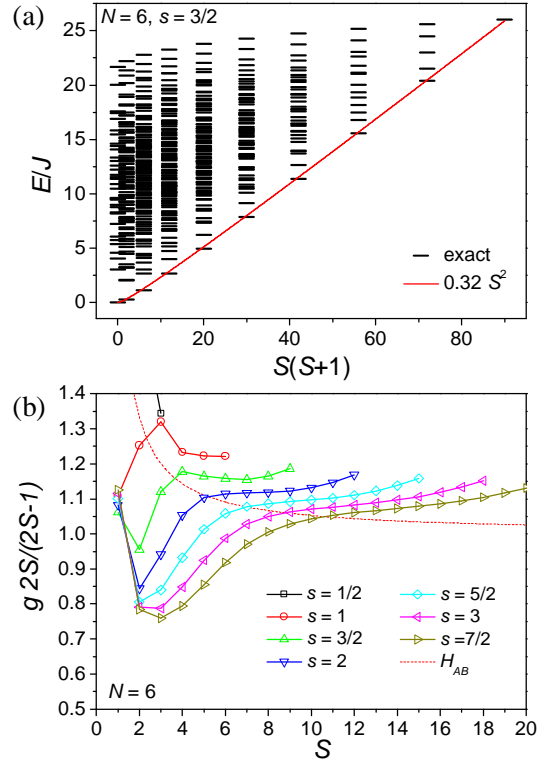 (a)
N = 6, s = 3/2
25
20
15
10
5
0
E/J
exact
0.32 S²
0 20 40 60 80
S(S+1)
(b)
1.4
1.3
1.2
1.1
1.0
0.9
0.8
0.7
0.6
0.5
g 2S/(2S-1)
s = 1/2 s = 5/2
s = 1 s = 3
s = 3/2 s =7/2
s = 2 H_AB
N = 6
0 2 4 6 8 10 12 14 16 18 20
S